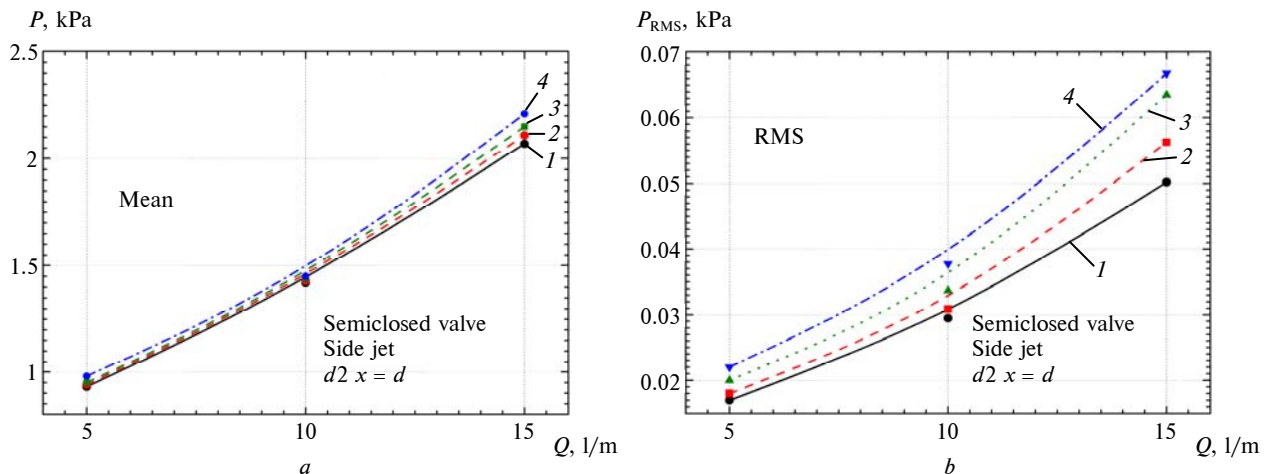 P, kPa
2.5
2
1.5
1
5
10
15
Q, l/m
Mean
4
3
2
1
Semiclosed valve
Side jet
d2 x = d
a
P_RMS, kPa
0.07
0.06
0.05
0.04
0.03
0.02
5
10
15
Q, l/m
RMS
4
3
2
1
Semiclosed valve
Side jet
d2 x = d
b